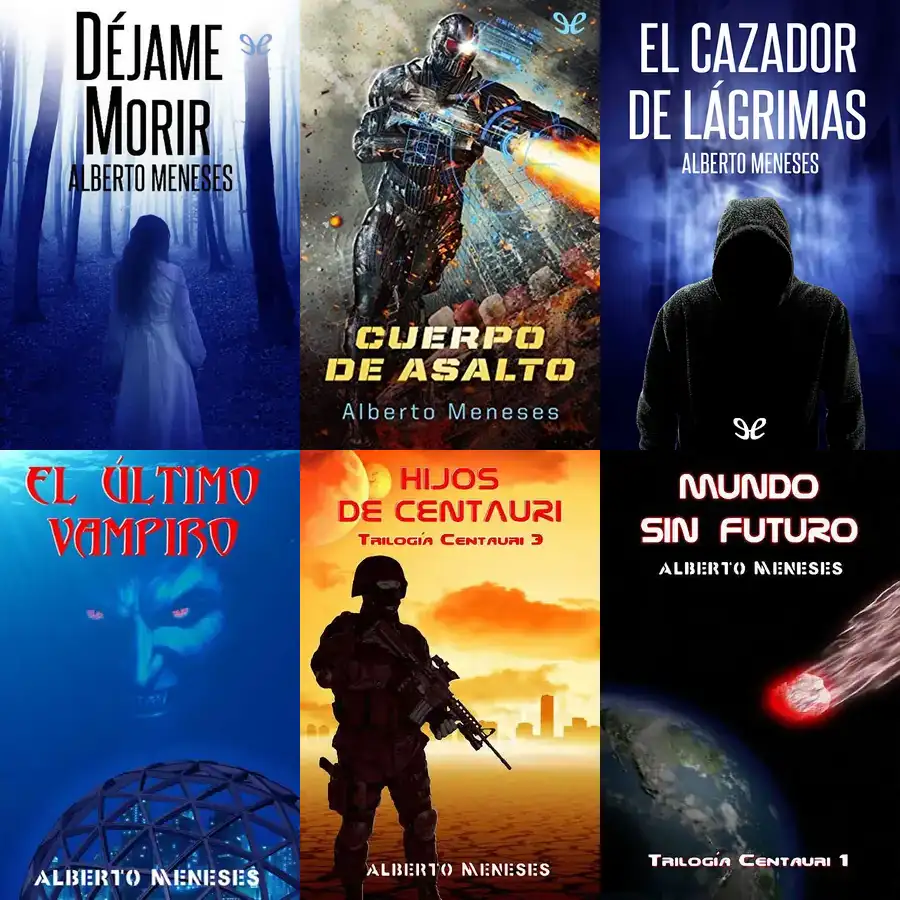 DÉJAME
MORIR
ALBERTO MENESES
CUERPO
DE ASALTO
Alberto Meneses
EL CAZADOR
DE LÁGRIMAS
ALBERTO MENESES
EL ÚLTIMO
VAMPIRO
ALBERTO MENESES
HIJOS
DE CENTAURI
TRILOGÍA CENTAURI 3
ALBERTO MENESES
MUNDO
SIN FUTURO
ALBERTO MENESES
TRILOGÍA CENTAURI 1